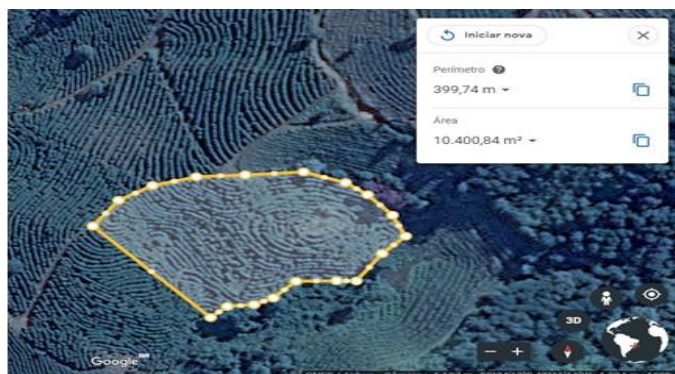 Iniciar nova
Perímetro
399,74 m
Área
10.400,84 m²
3D
Google